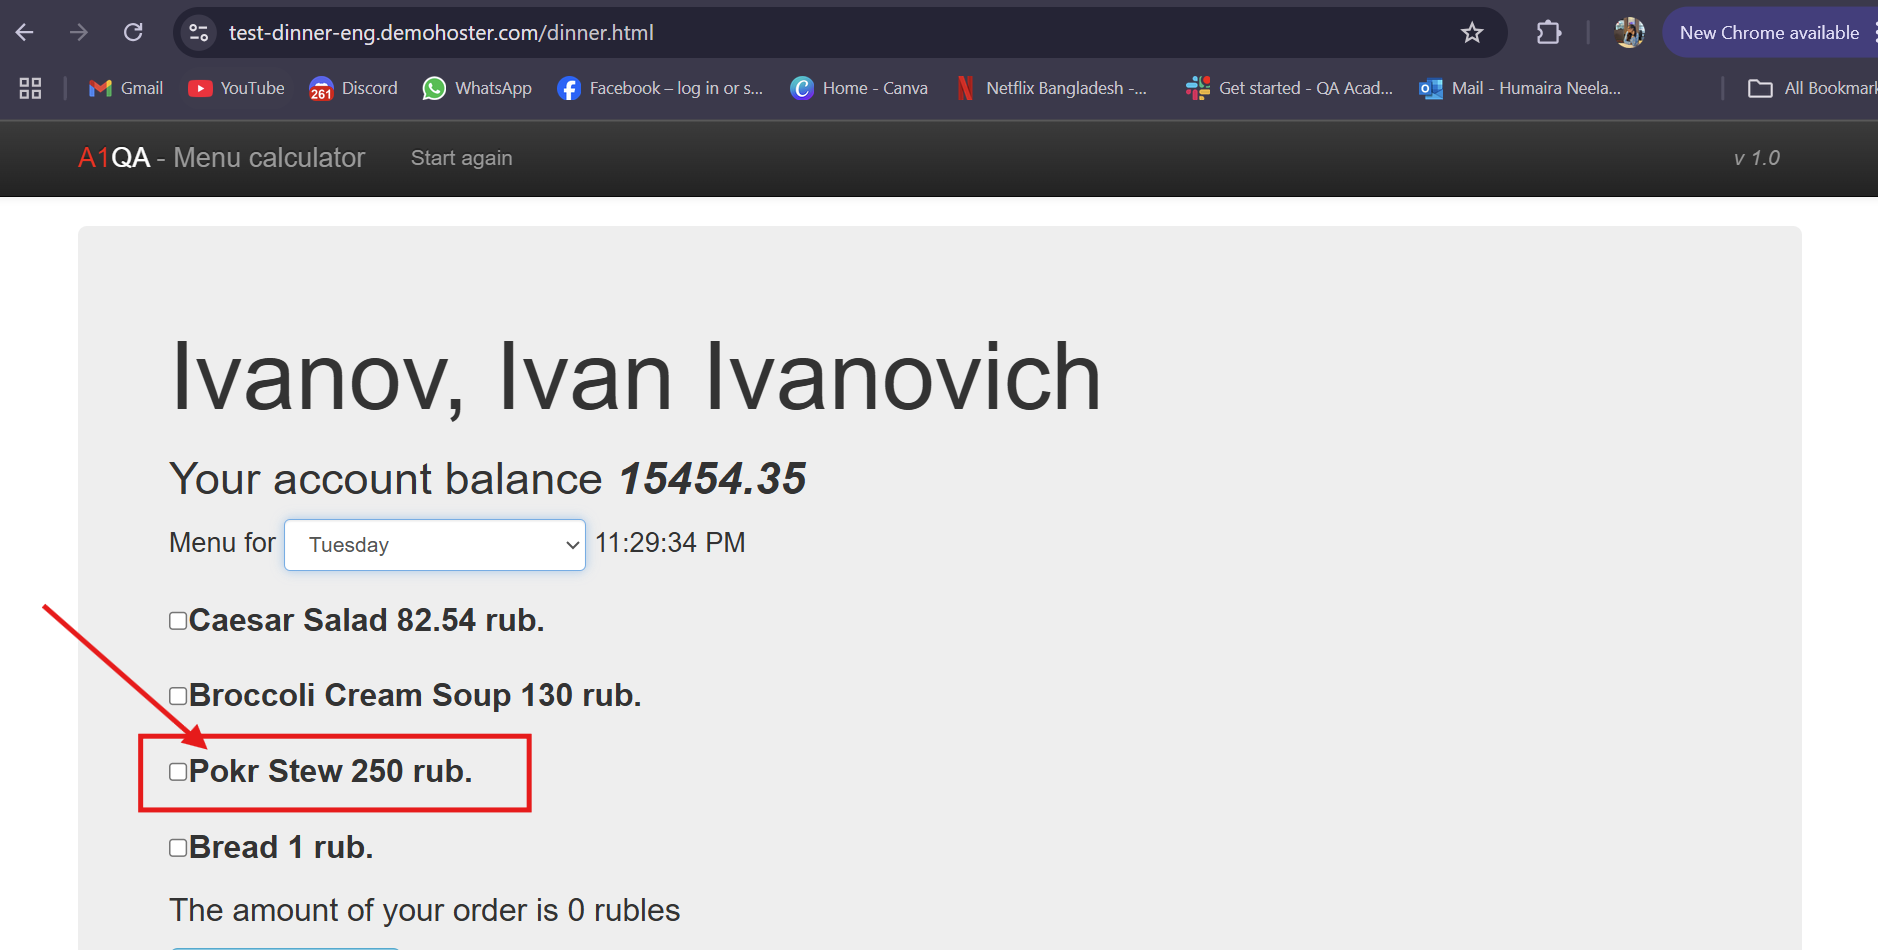 test-dinner-eng.demohoster.com/dinner.html
New Chrome available
Gmail
YouTube
261
Discord
WhatsApp
Facebook – log in or s...
Home - Canva
Netflix Bangladesh -...
Get started - QA Acad...
Mail - Humaira Neela...
All Bookmark
A1QA - Menu calculator
Start again
v 1.0
Ivanov, Ivan Ivanovich
Your account balance 15454.35
Menu for Tuesday 11:29:34 PM
Caesar Salad 82.54 rub.
Broccoli Cream Soup 130 rub.
Pokr Stew 250 rub.
Bread 1 rub.
The amount of your order is 0 rubles